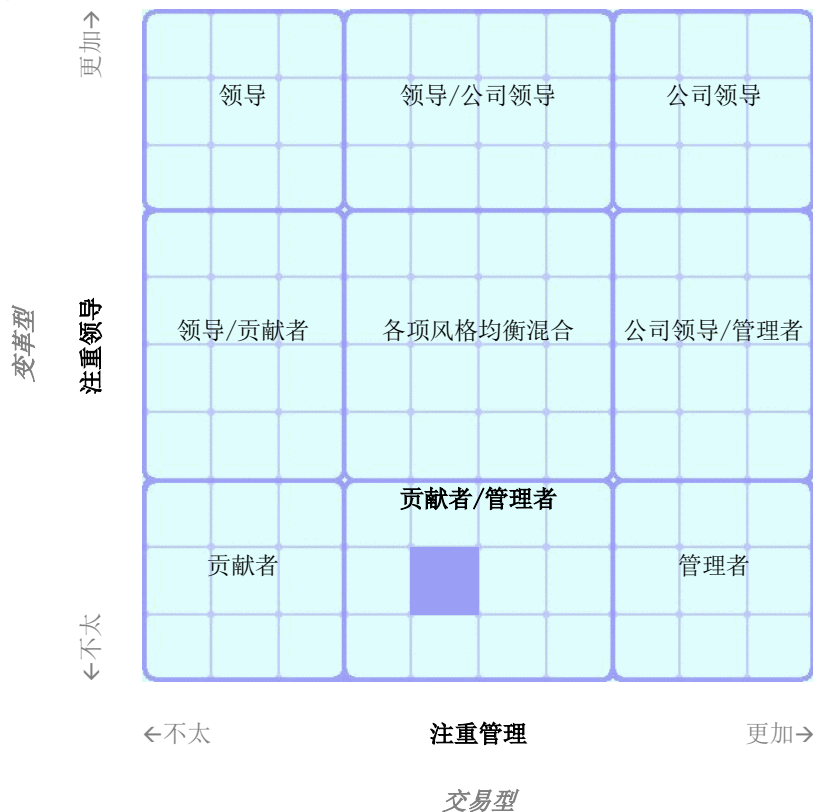 更加→
领导
领导/公司领导
公司领导
变革型
注重领导
领导/贡献者
各项风格均衡混合
公司领导/管理者
贡献者/管理者
贡献者
管理者
←不太
←不太
注重管理
更加→
交易型